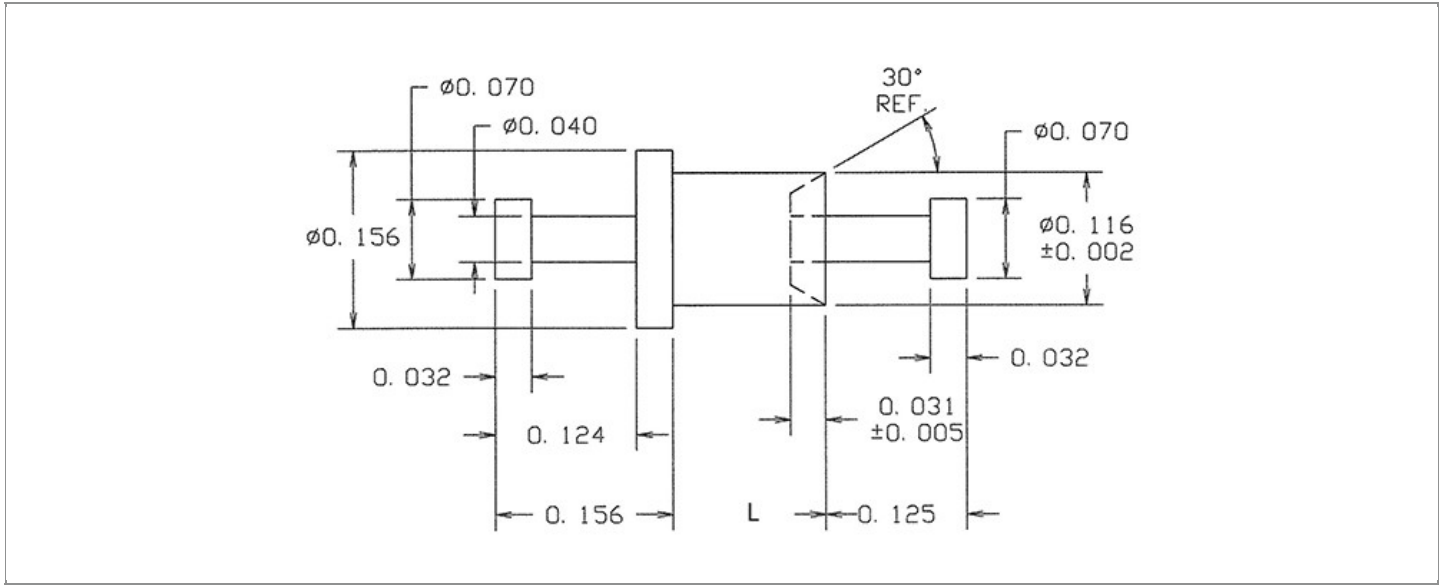 30°
REF.
ø0. 070
ø0. 040
ø0. 070
ø0. 156
ø0. 116
±0. 002
0. 032
0. 032
0. 031
±0. 005
0. 124
0. 156
L
0. 125